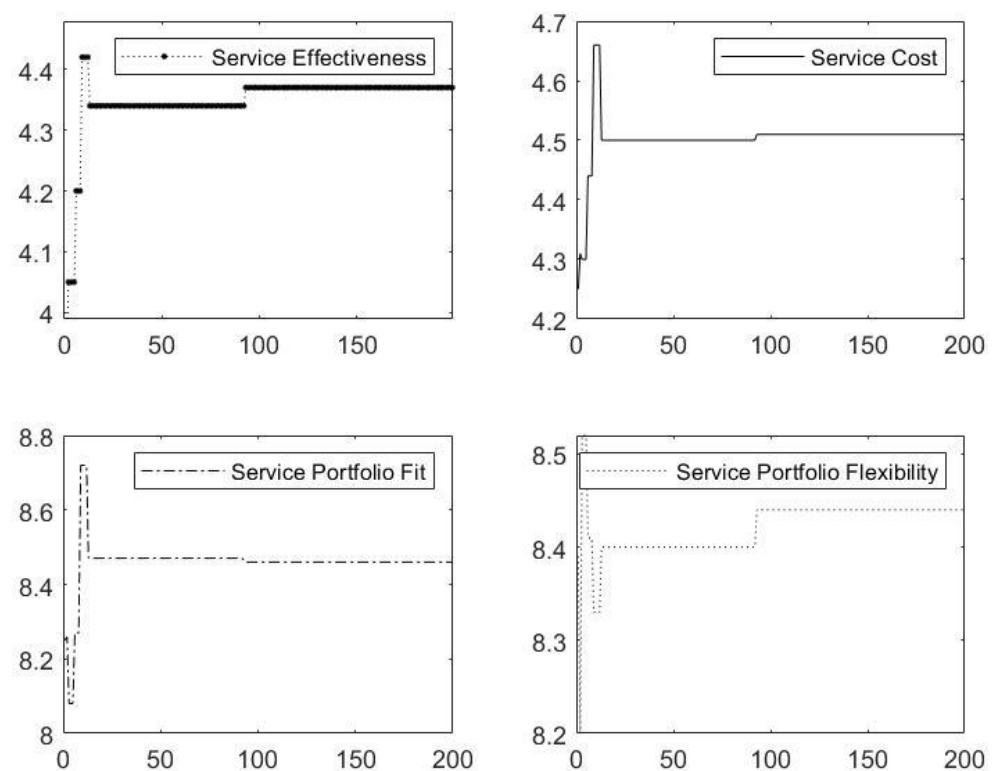 Service Effectiveness
4.4
4.3
4.2
4.1
4
0 50 100 150
Service Cost
4.7
4.6
4.5
4.4
4.3
4.2
0 50 100 150 200
Service Portfolio Fit
8.8
8.6
8.4
8.2
8
0 50 100 150 200
Service Portfolio Flexibility
8.5
8.4
8.3
8.2
0 50 100 150 200